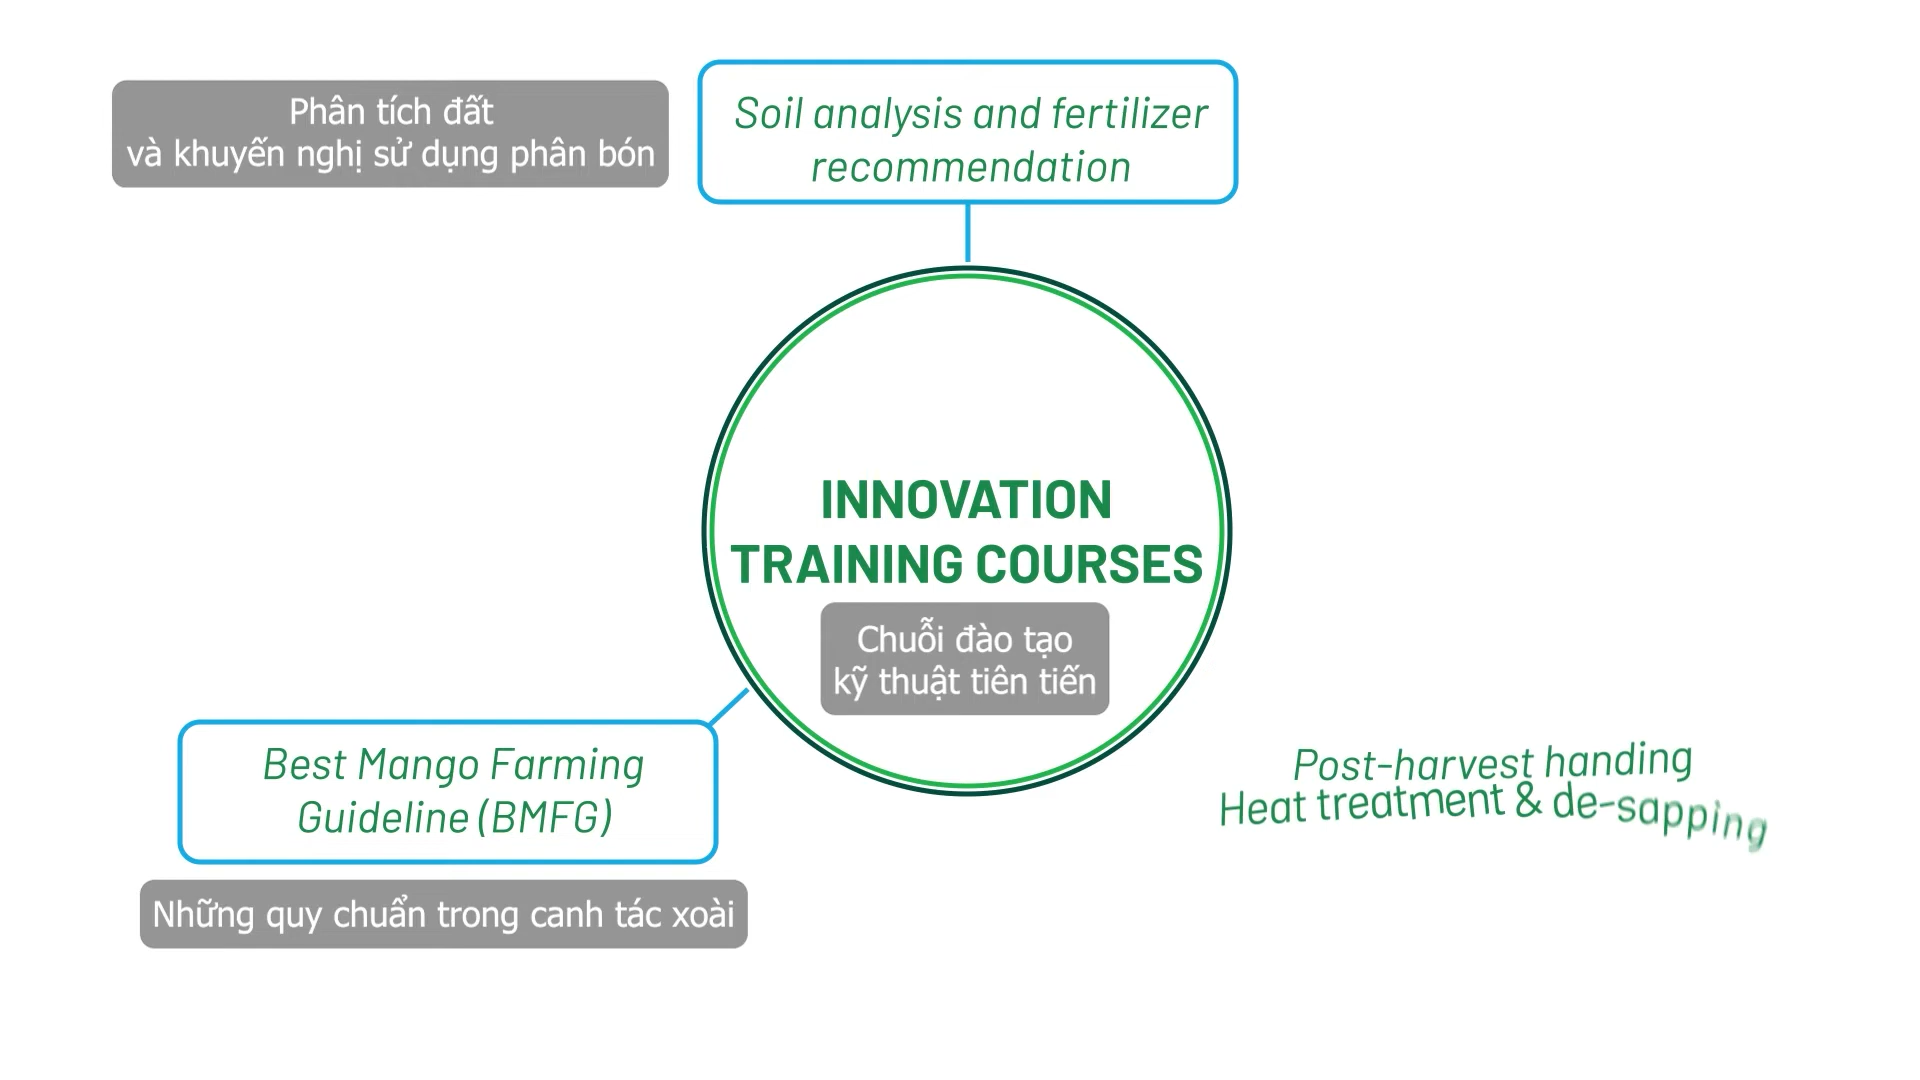 Phân tích đất
và khuyến nghị sử dụng phân bón
Soil analysis and fertilizer
recommendation
INNOVATION
TRAINING COURSES
Chuỗi đào tạo
kỹ thuật tiên tiến
Best Mango Farming
Guideline (BMFG)
Những quy chuẩn trong canh tác xoài
Post-harvest handing
Heat treatment & de-sapping